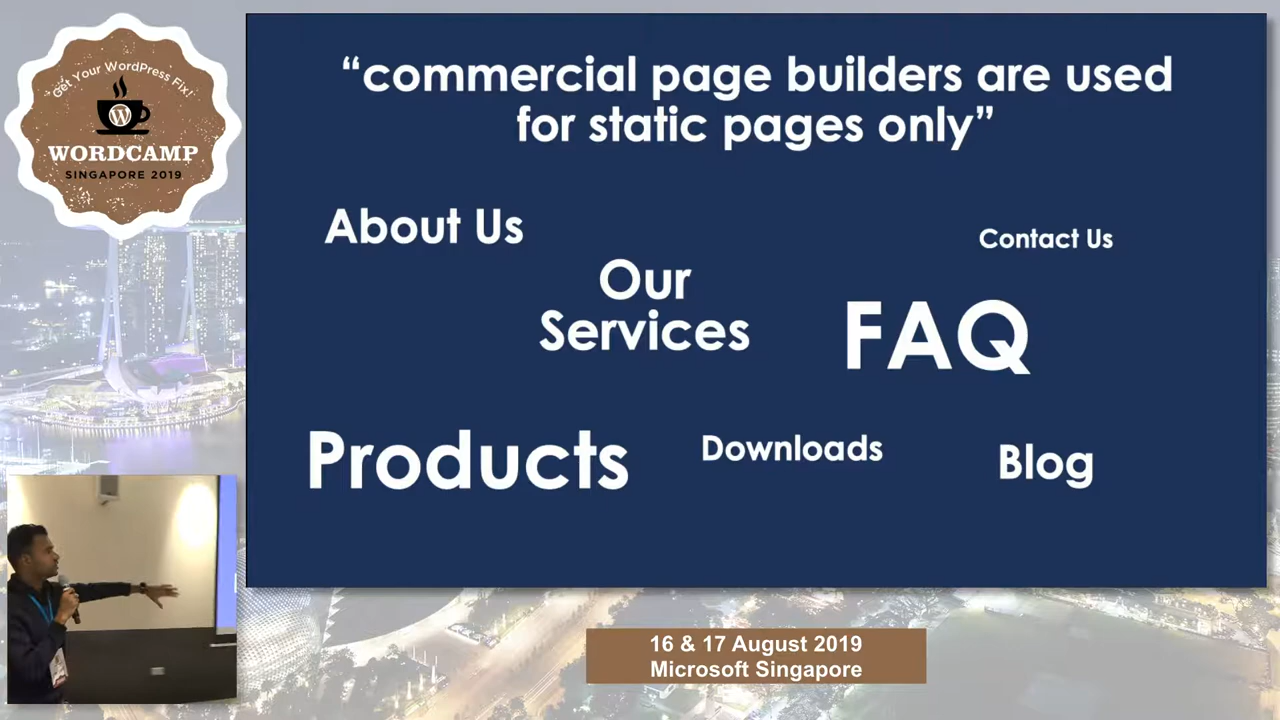 Get Your WordPress Fix!
WORDCAMP
SINGAPORE 2019
“commercial page builders are used
for static pages only”
About Us
Contact Us
Our
Services
FAQ
Products
Downloads
Blog
16 & 17 August 2019
Microsoft Singapore